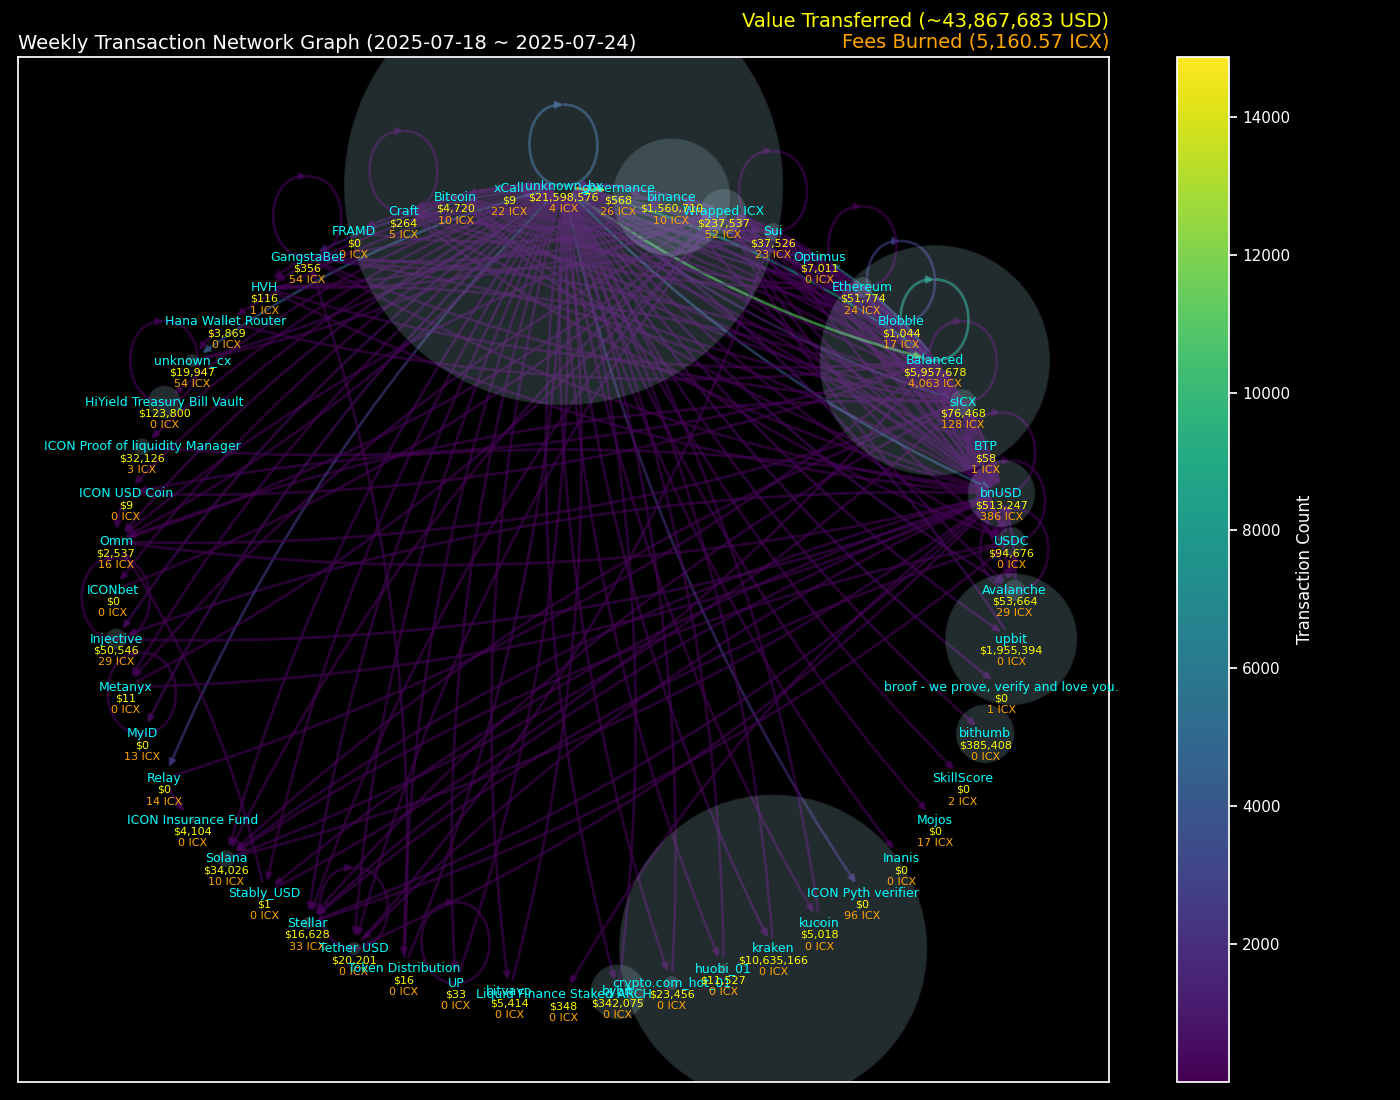 Value Transferred (~43,867,683 USD)
Weekly Transaction Network Graph (2025-07-18 ~ 2025-07-24)
Fees Burned (5,160.57 ICX)
unknown_hx
$21,598,576
4 ICX
governance
$568
26 ICX
binance
$1,560,710
10 ICX
Wrapped ICX
$237,537
52 ICX
Sui
$37,526
23 ICX
Optimus
$7,011
0 ICX
Ethereum
$51,774
24 ICX
Blobble
$1,044
17 ICX
Balanced
$5,957,678
4,063 ICX
sICX
$76,468
128 ICX
BTP
$58
1 ICX
bnUSD
$513,247
386 ICX
USDC
$94,676
0 ICX
Avalanche
$53,664
29 ICX
upbit
$1,955,394
0 ICX
broof - we prove, verify and love you.
$0
1 ICX
bithumb
$385,408
0 ICX
SkillScore
$0
2 ICX
Mojos
$0
17 ICX
Inanis
$0
0 ICX
ICON Pyth verifier
$0
96 ICX
kucoin
$5,018
0 ICX
kraken
$10,635,166
0 ICX
huobi_01
$11,527
0 ICX
crypto.com_hot_01
$23,456
0 ICX
bybit
$342,075
0 ICX
Liquid Finance Staked ARCH
$348
0 ICX
bitvavo
$5,414
0 ICX
UP
$33
0 ICX
Token Distribution
$16
0 ICX
Tether USD
$20,201
0 ICX
Stellar
$16,628
33 ICX
Stably_USD
$1
0 ICX
Solana
$34,026
10 ICX
ICON Insurance Fund
$4,104
0 ICX
Relay
$0
14 ICX
MyID
$0
13 ICX
Metanyx
$11
0 ICX
Injective
$50,546
29 ICX
ICONbet
$0
0 ICX
Omm
$2,537
16 ICX
ICON USD Coin
$9
0 ICX
ICON Proof of liquidity Manager
$32,126
3 ICX
HiYield Treasury Bill Vault
$123,800
0 ICX
unknown_cx
$19,947
54 ICX
Hana Wallet Router
$3,869
0 ICX
HVH
$116
1 ICX
GangstaBet
$356
54 ICX
FRAMD
$0
0 ICX
Craft
$264
5 ICX
Bitcoin
$4,720
10 ICX
xCall
$9
22 ICX
14000
12000
10000
8000
6000
4000
2000
Transaction Count